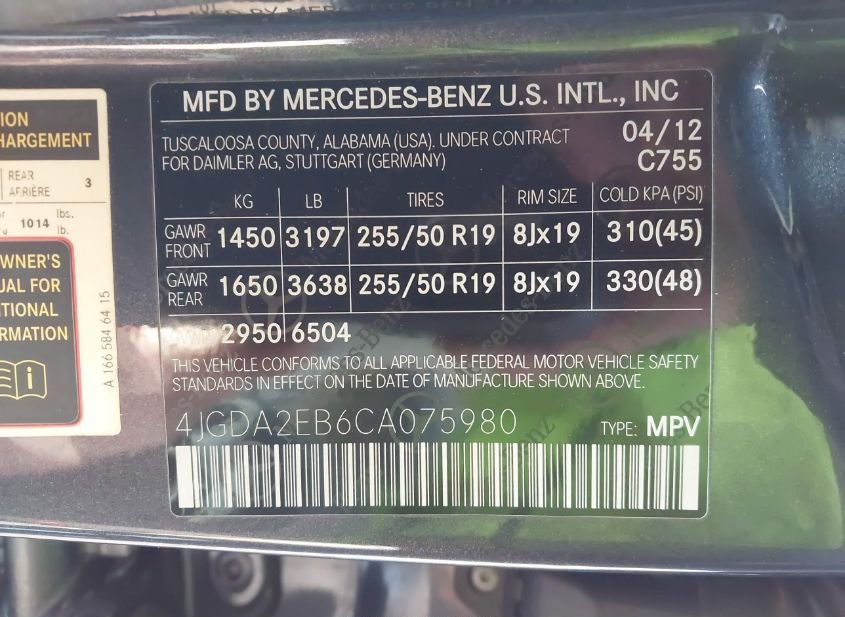 ION
HARGEMENT
REAR
ARRIÈRE 3
1014 lbs.
lb.
WNER'S
UAL FOR
ITIONAL
ORMATION
A 166 584 64 15
MFD BY MERCEDES-BENZ U.S. INTL., INC
TUSCALOOSA COUNTY, ALABAMA (USA). UNDER CONTRACT 04/12
FOR DAIMLER AG, STUTTGART (GERMANY) C755
KG LB TIRES RIM SIZE COLD KPA (PSI)
GAWR FRONT 1450 3197 255/50 R19 8Jx19 310(45)
GAWR REAR 1650 3638 255/50 R19 8Jx19 330(48)
2950 6504
THIS VEHICLE CONFORMS TO ALL APPLICABLE FEDERAL MOTOR VEHICLE SAFETY
STANDARDS IN EFFECT ON THE DATE OF MANUFACTURE SHOWN ABOVE.
4JGDA2EB6CA075980 TYPE: MPV